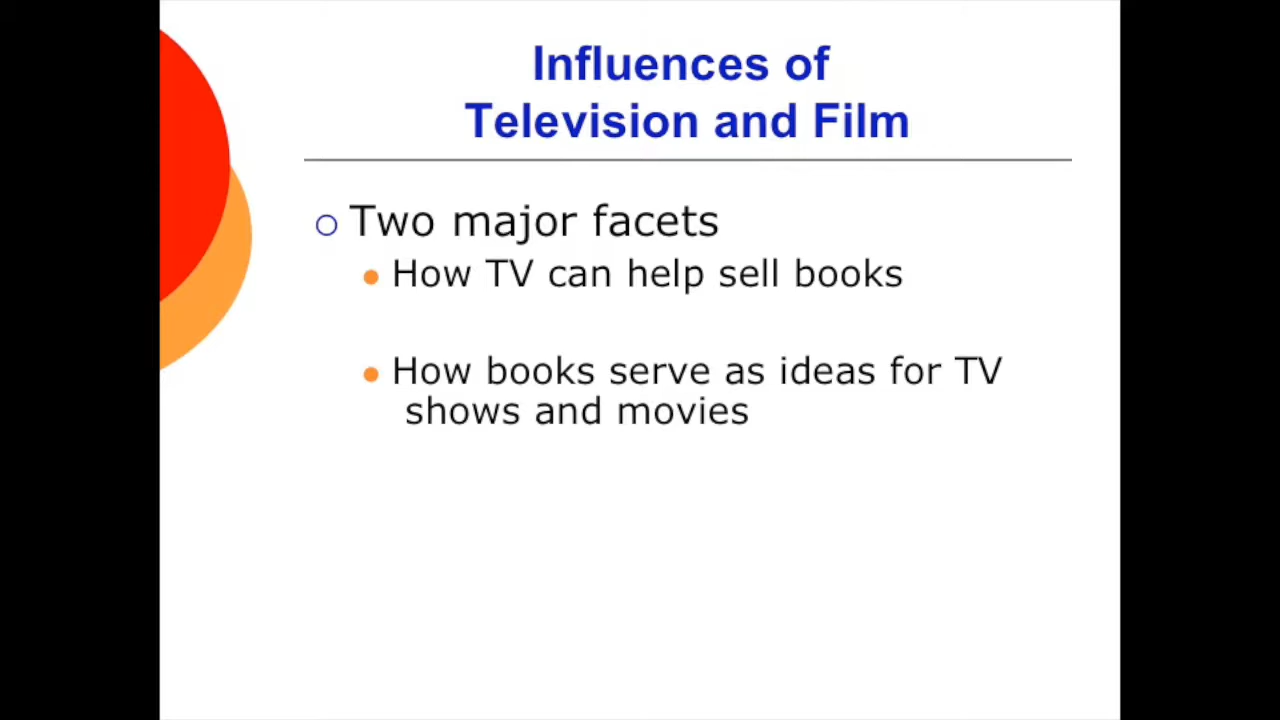 Influences of
Television and Film
Two major facets
How TV can help sell books
How books serve as ideas for TV
shows and movies